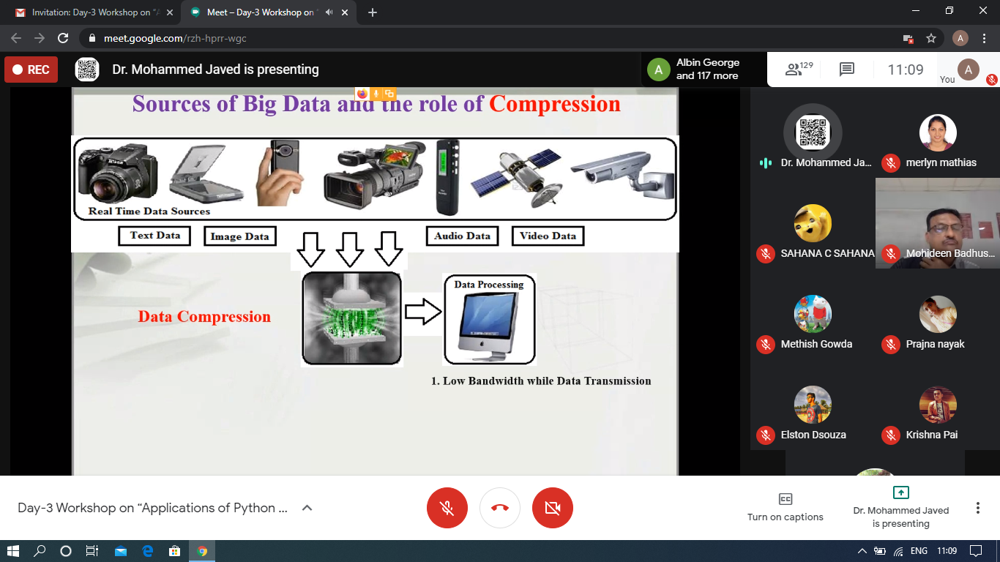 Invitation: Day-3 Workshop on “A
Meet – Day-3 Workshop on “
meet.google.com/rzh-hprr-wgc
A
REC
Dr. Mohammed Javed is presenting
A
Albin George
and 117 more
129
11:09
You
A
Sources of Big Data and the role of Compression
Nikon
Real Time Data Sources
Text Data
Image Data
Audio Data
Video Data
Data Compression
Data Processing
1. Low Bandwidth while Data Transmission
Dr. Mohammed Ja...
merlyn mathias
SAHANA C SAHANA
Mohideen Badhus...
Methish Gowda
Prajna nayak
Elston Dsouza
Krishna Pai
Day-3 Workshop on “Applications of Python ...
CC
Turn on captions
Dr. Mohammed Javed
is presenting
ENG
11:09